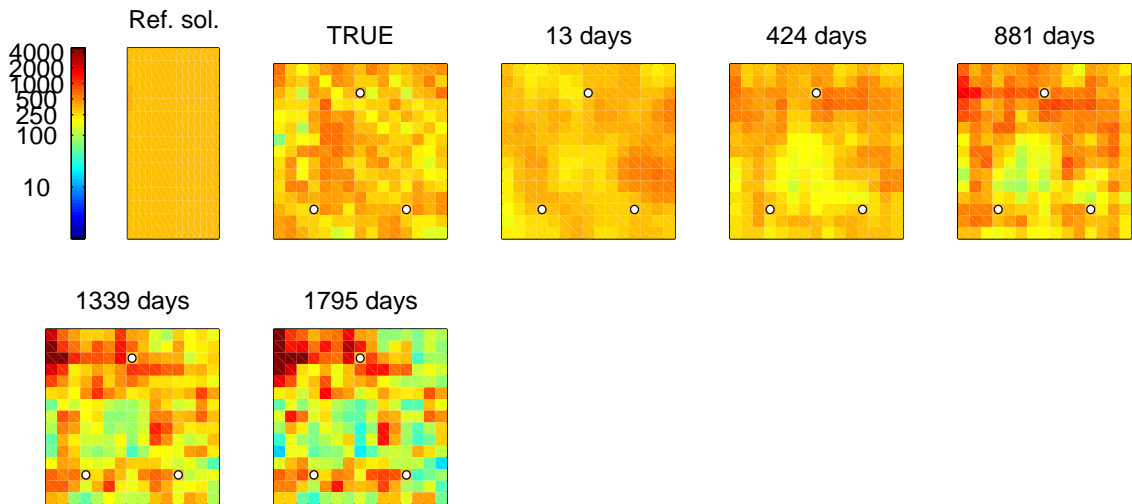 Ref. sol.
TRUE
13 days
424 days
881 days
4000
2000
1000
500
250
100
10
1339 days
1795 days